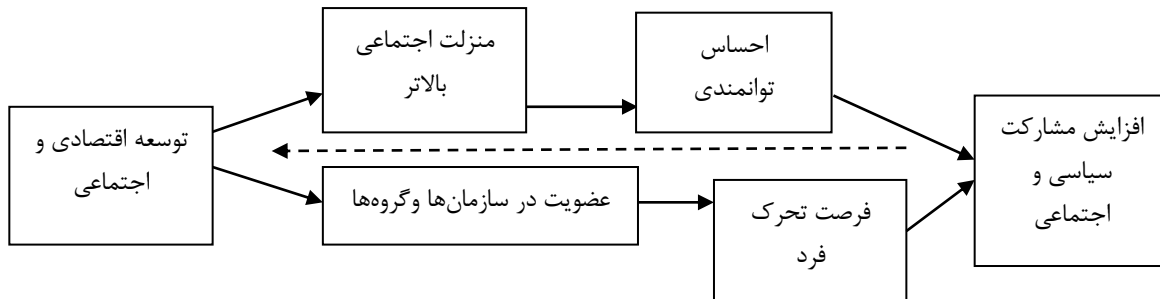 توسعه اقتصادی و
اجتماعی
منزلت اجتماعی
بالاتر
احساس
توانمندی
عضویت در سازمان‌ها وگروه‌ها
فرصت تحرک
فرد
افزایش مشارکت
سیاسی و
اجتماعی